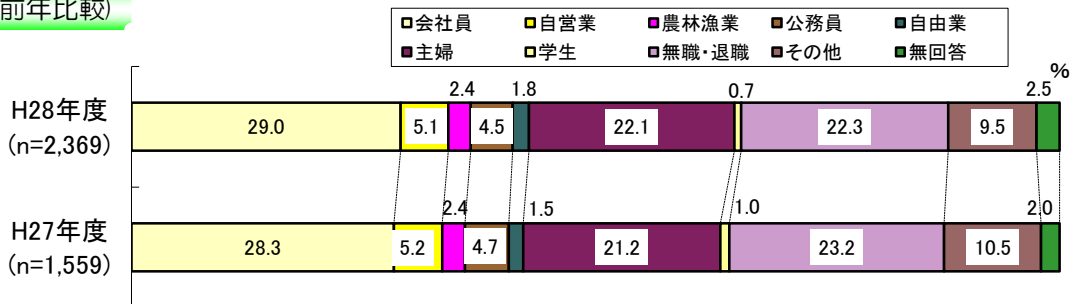 前年比較)
会社員 自営業 農林漁業 公務員 自由業
主婦 学生 無職・退職 その他 無回答
%
2.4 1.8 0.7 2.5
H28年度
(n=2,369)
29.0 5.1 4.5 22.1 22.3 9.5
2.4 1.5 1.0 2.0
H27年度
(n=1,559)
28.3 5.2 4.7 21.2 23.2 10.5